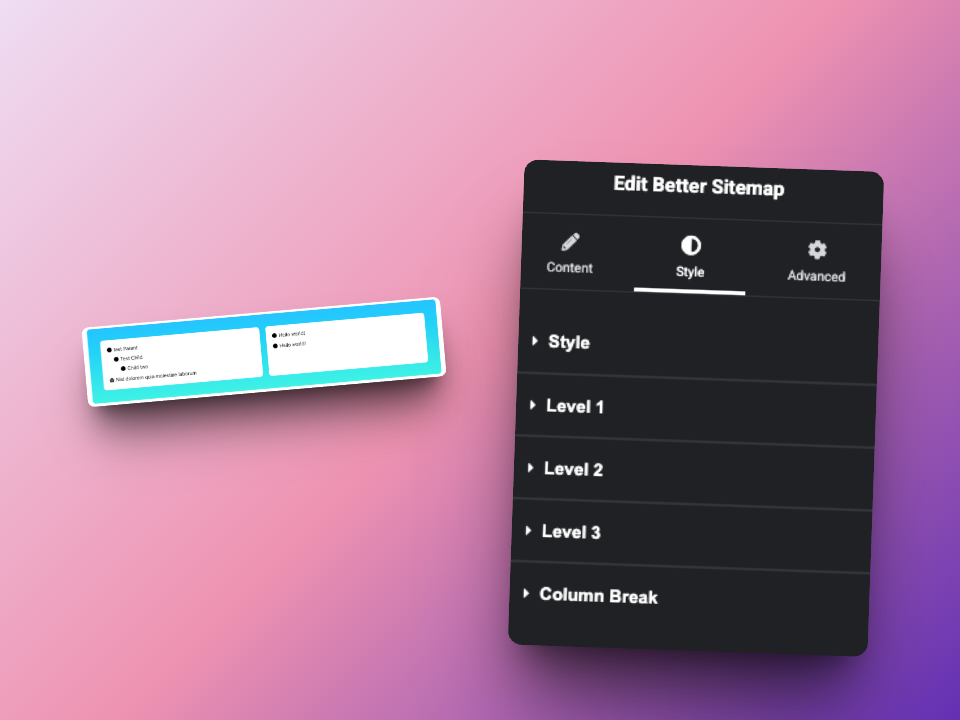 Test Parent
Test Child
Child two
Nisi dolorem quia molestiae laborum
Hello world!
Hello world!
Edit Better Sitemap
Content
Style
Advanced
Style
Level 1
Level 2
Level 3
Column Break